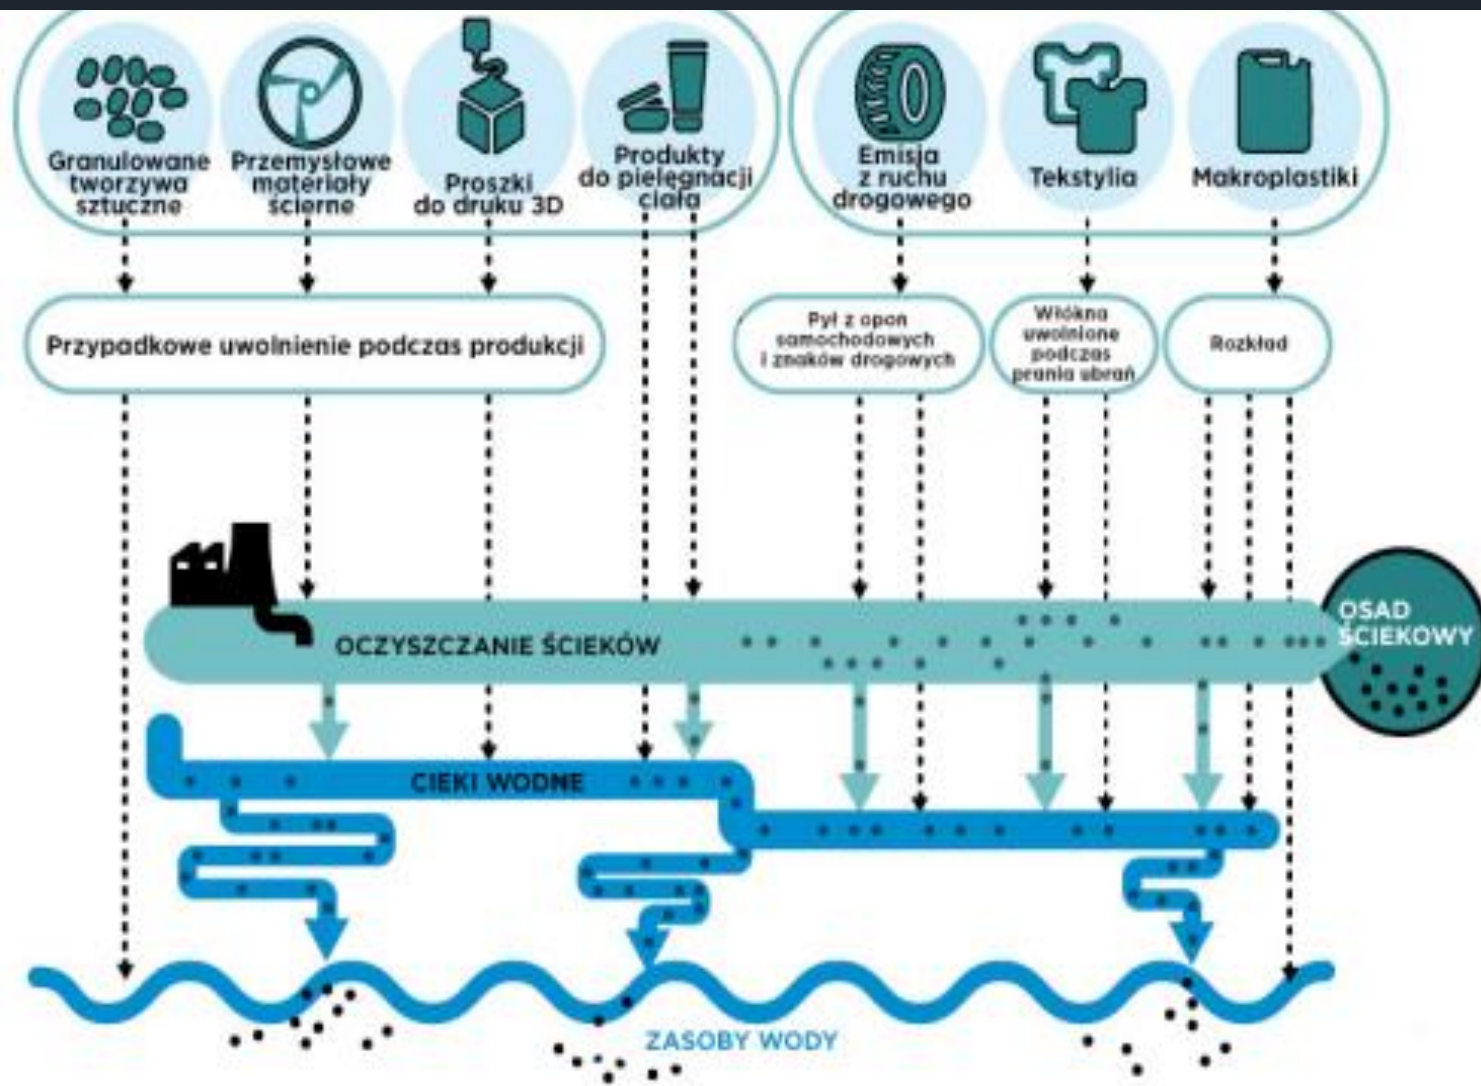 Granulowane
tworzywa
sztuczne
Przemysłowe
materiały
ścierne
Proszki
do druku 3D
Produkty
do pielęgnacji
ciała
Emisja
z ruchu
drogowego
Tekstylia
Makroplastiki
Przypadkowe uwolnienie podczas produkcji
Pył z opon
samochodowych
i znaków drogowych
Włókna
uwolnione
podczas
prania ubrań
Rozkład
OCZYSZCZANIE ŚCIEKÓW
OSAD
ŚCIEKOWY
CIEKI WODNE
ZASOBY WODY